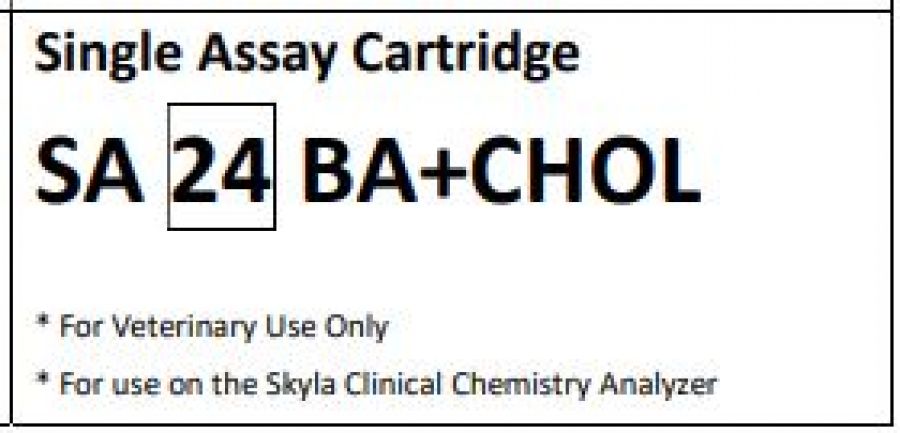 Single Assay Cartridge
SA 24 BA+CHOL
* For Veterinary Use Only
* For use on the Skyla Clinical Chemistry Analyzer